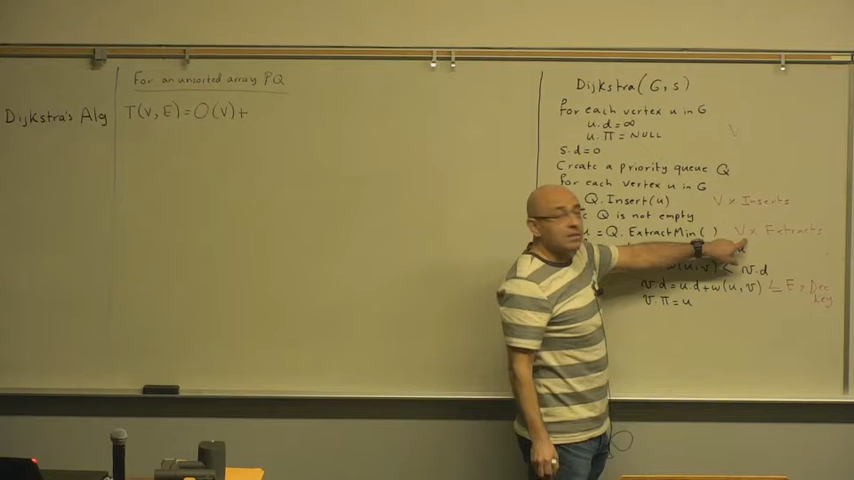 For an unsorted array PQ
Dijkstra's Alg
T(V, E) = O(V) +
Dijkstra(G, s)
For each vertex u in G
u.d = ∞
u.π = NULL
V
s.d = 0
Create a priority queue Q
for each vertex u in G
Q.Insert(u) V x Inserts
Q is not empty
u = Q.ExtractMin( ) V x Extracts
u
w(u, v) < v.d
v.d = u.d + w(u, v) ≤ E x Dec
key
v.π = u